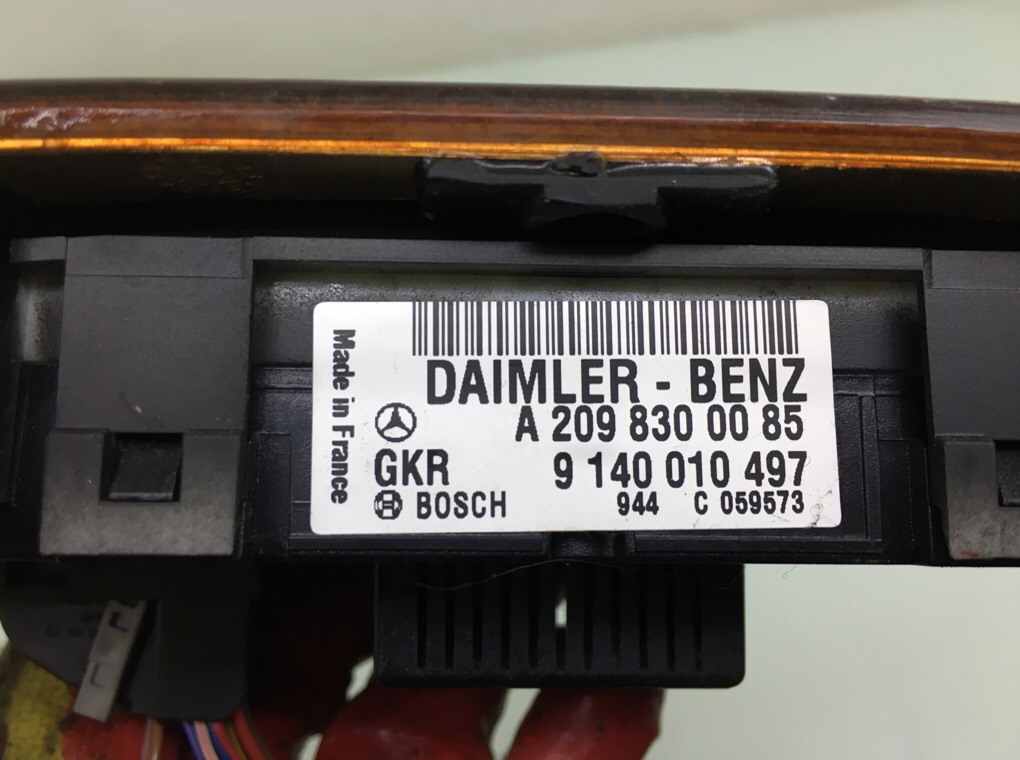 Made in France
DAIMLER - BENZ
A 209 830 00 85
GKR 9 140 010 497
BOSCH 944 C 059573